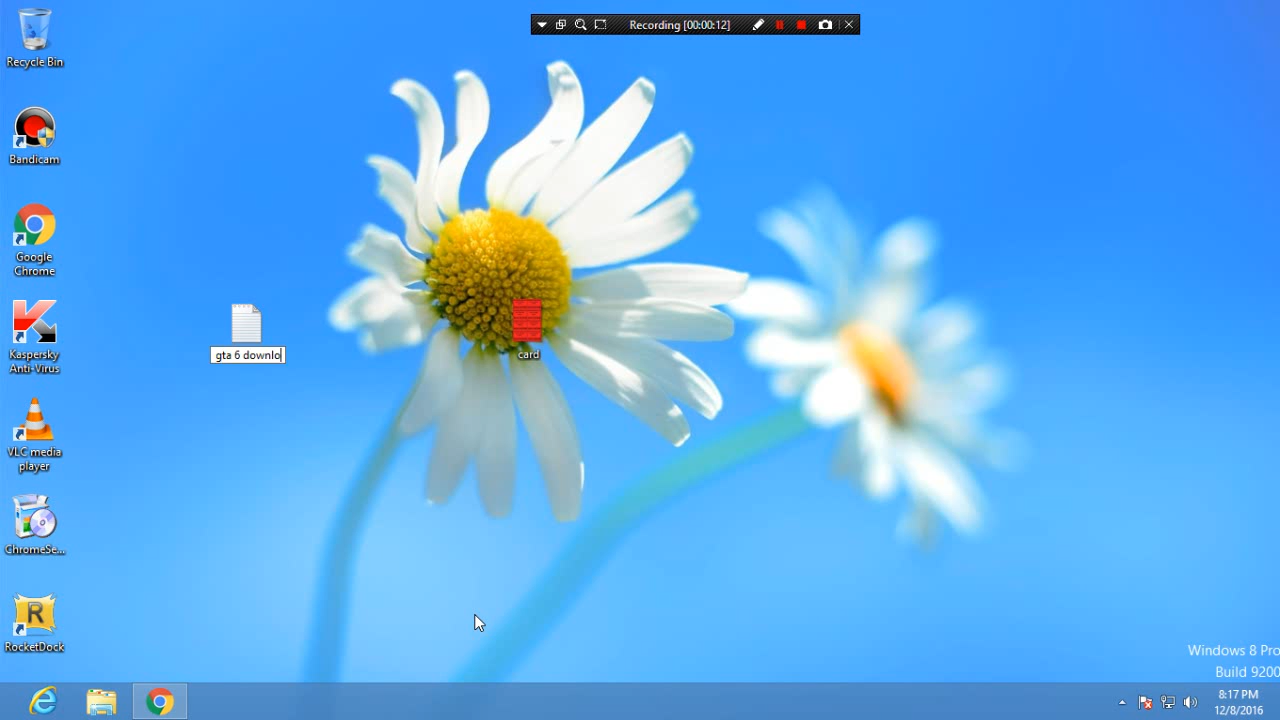 Recording [00:00:12]
Recycle Bin
Bandicam
Google
Chrome
Kaspersky
Anti-Virus
VLC media
player
ChromeSe...
RocketDock
gta 6 downlo
card
Windows 8 Pro
Build 9200
8:17 PM
12/8/2016